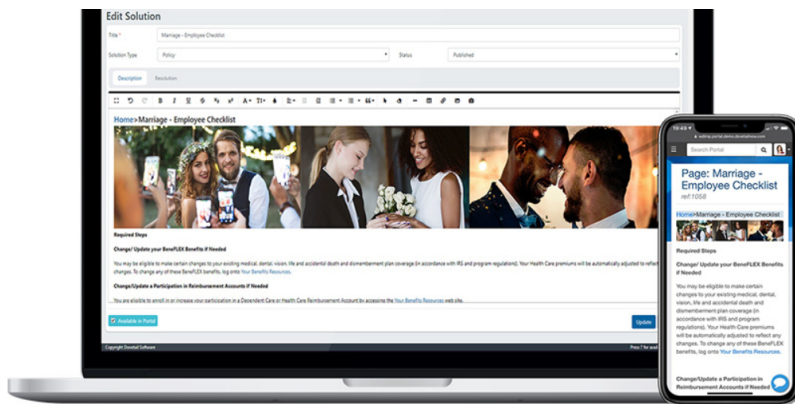 Edit Solution
Title * Marriage - Employee Checklist
Solution Type Policy Status Published
Description Resolution
Home>Marriage - Employee Checklist
Required Steps
Change/ Update your BeneFLEX Benefits if Needed
You may be eligible to make certain changes to your existing medical, dental, vision, life and accidental death and dismemberment plan coverage (in accordance with IRS and program regulations). Your Health Care premiums will be automatically adjusted to reflect
changes. To change any of these BeneFLEX benefits, log onto Your Benefits Resources.
Change/Update a Participation in Reimbursement Accounts if Needed
You are eligible to enroll in or increase your participation in a Dependent Care or Health Care Reimbursement Account by accessing the Your Benefits Resources web site.
Available in Portal
Update
Copyright Dovetail Software
Press ? for
19:49
Search Portal
Page: Marriage -
Employee Checklist
ref:1058
Home>Marriage - Employee Checklist
Required Steps
Change/ Update your BeneFLEX Benefits
if Needed
You may be eligible to make certain
changes to your existing medical, dental,
vision, life and accidental death and
dismemberment plan coverage (in
accordance with IRS and program
regulations). Your Health Care premiums
will be automatically adjusted to reflect any
changes. To change any of these BeneFLEX
benefits, log onto Your Benefits Resources.
Change/Update a Participation in
Reimbursement Accounts if Needed